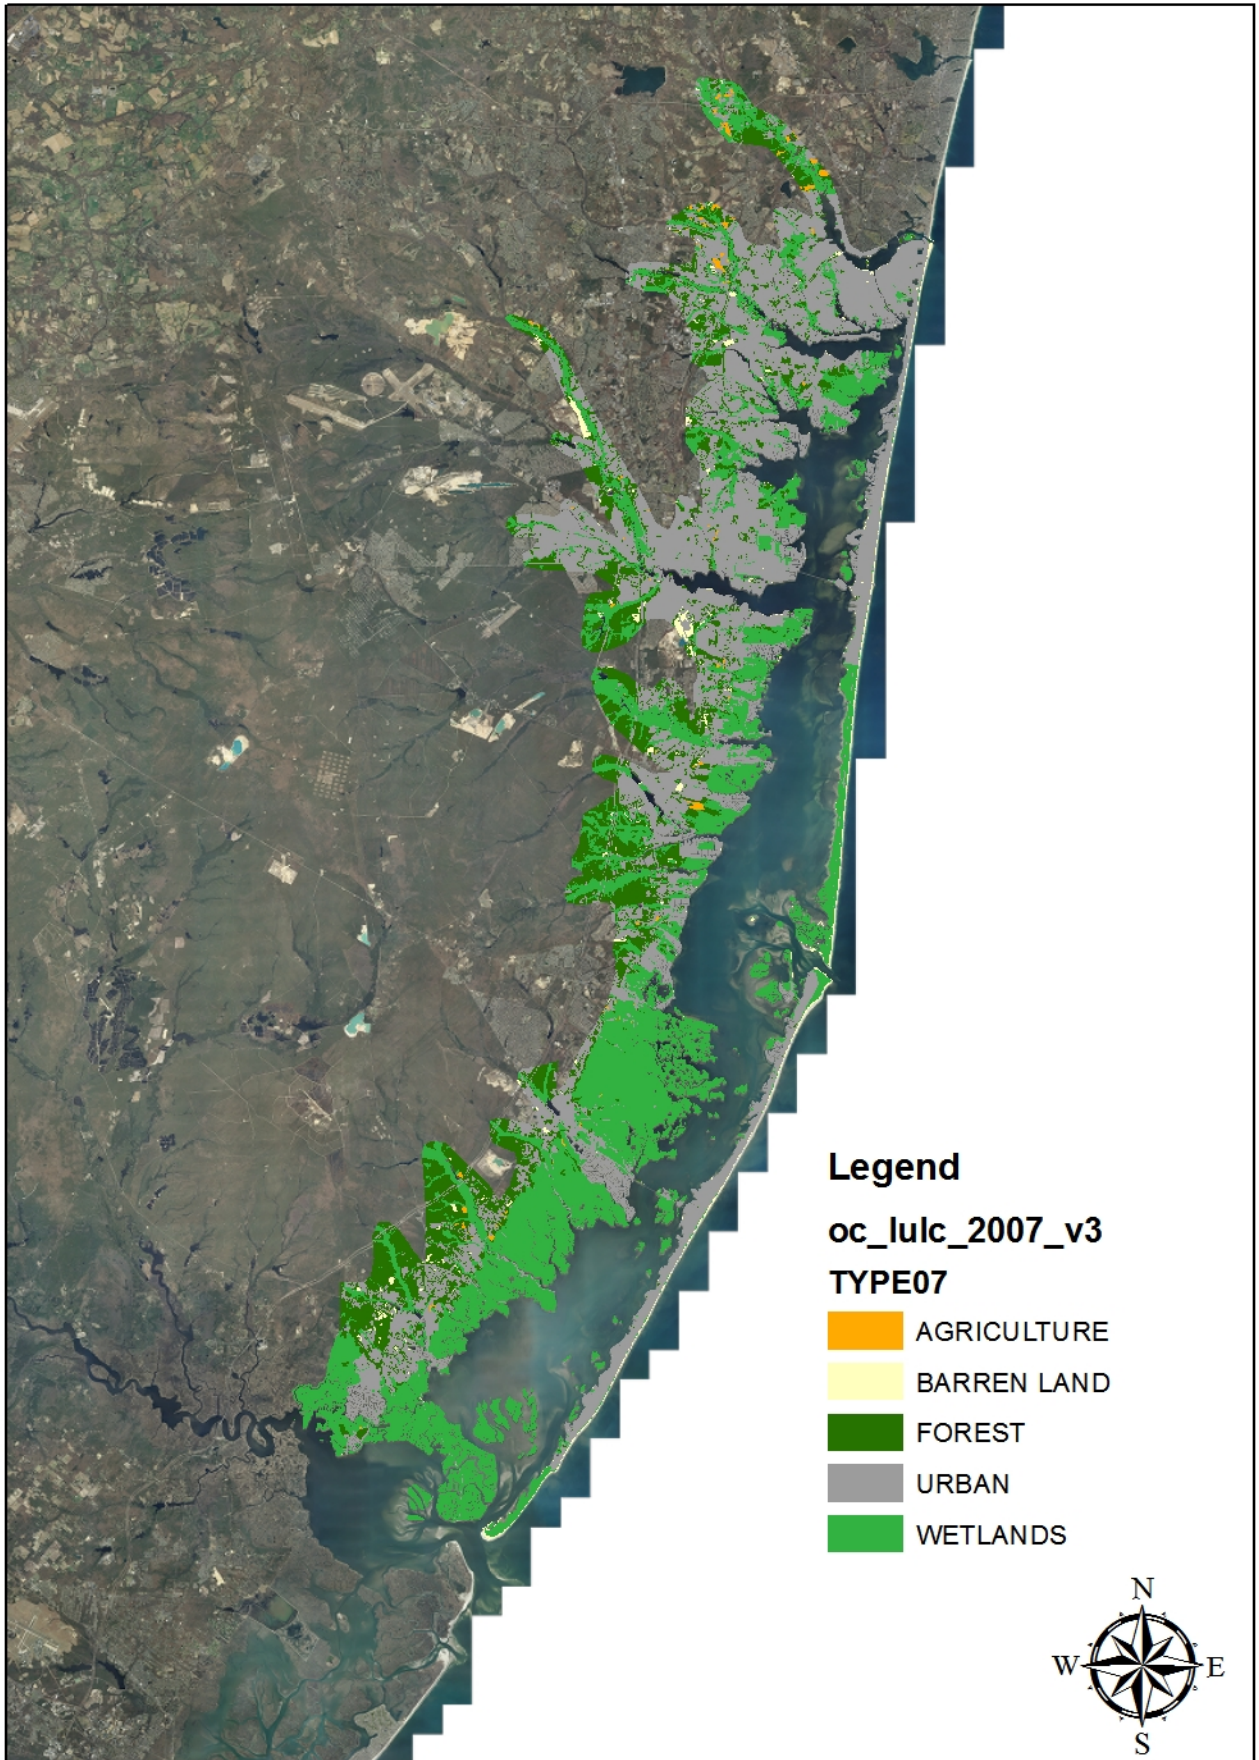 Legend
oc_lulc_2007_v3
TYPE07
AGRICULTURE
BARREN LAND
FOREST
URBAN
WETLANDS
N
W E
S